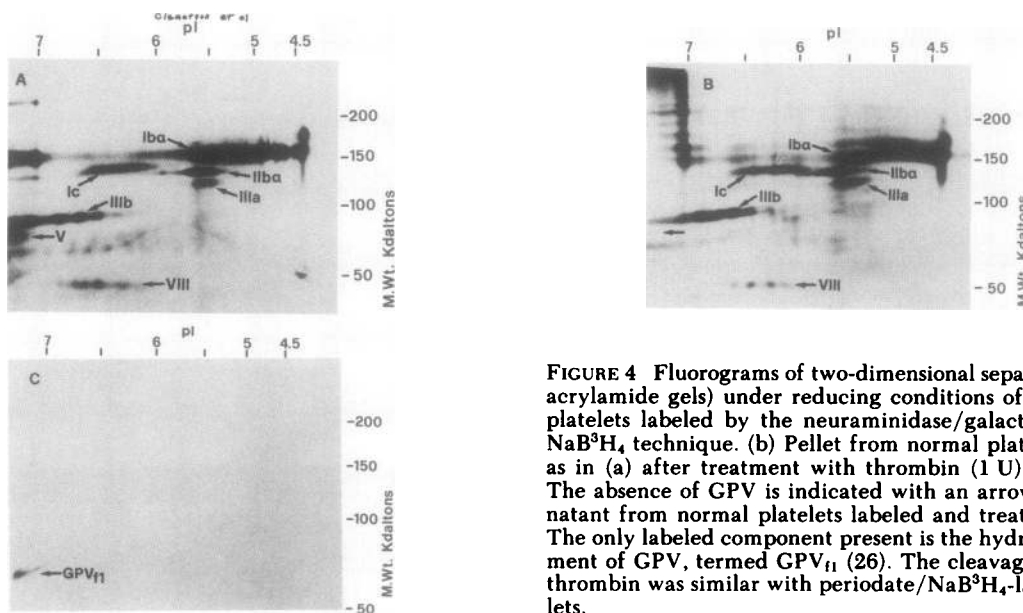 pI
7 6 5 4.5
A
Ibα
Ic
IIbα
IIIa
IIIb
V
VIII
-200
-150
-100
-50
M.Wt. Kdaltons
pI
7 6 5 4.5
B
Ibα
Ic
IIbα
IIIa
IIIb
VIII
-200
-150
-100
-50
M.Wt. Kdaltons
pI
7 6 5 4.5
C
GPVf1
-200
-150
-100
-50
M.Wt. Kdaltons
FIGURE 4 Fluorograms of two-dimensional sepa
acrylamide gels) under reducing conditions of
platelets labeled by the neuraminidase/galact
NaB³H₄ technique. (b) Pellet from normal plat
as in (a) after treatment with thrombin (1 U)
The absence of GPV is indicated with an arro
natant from normal platelets labeled and treat
The only labeled component present is the hydr
ment of GPV, termed GPVf1 (26). The cleavag
thrombin was similar with periodate/NaB³H₄-l
lets.